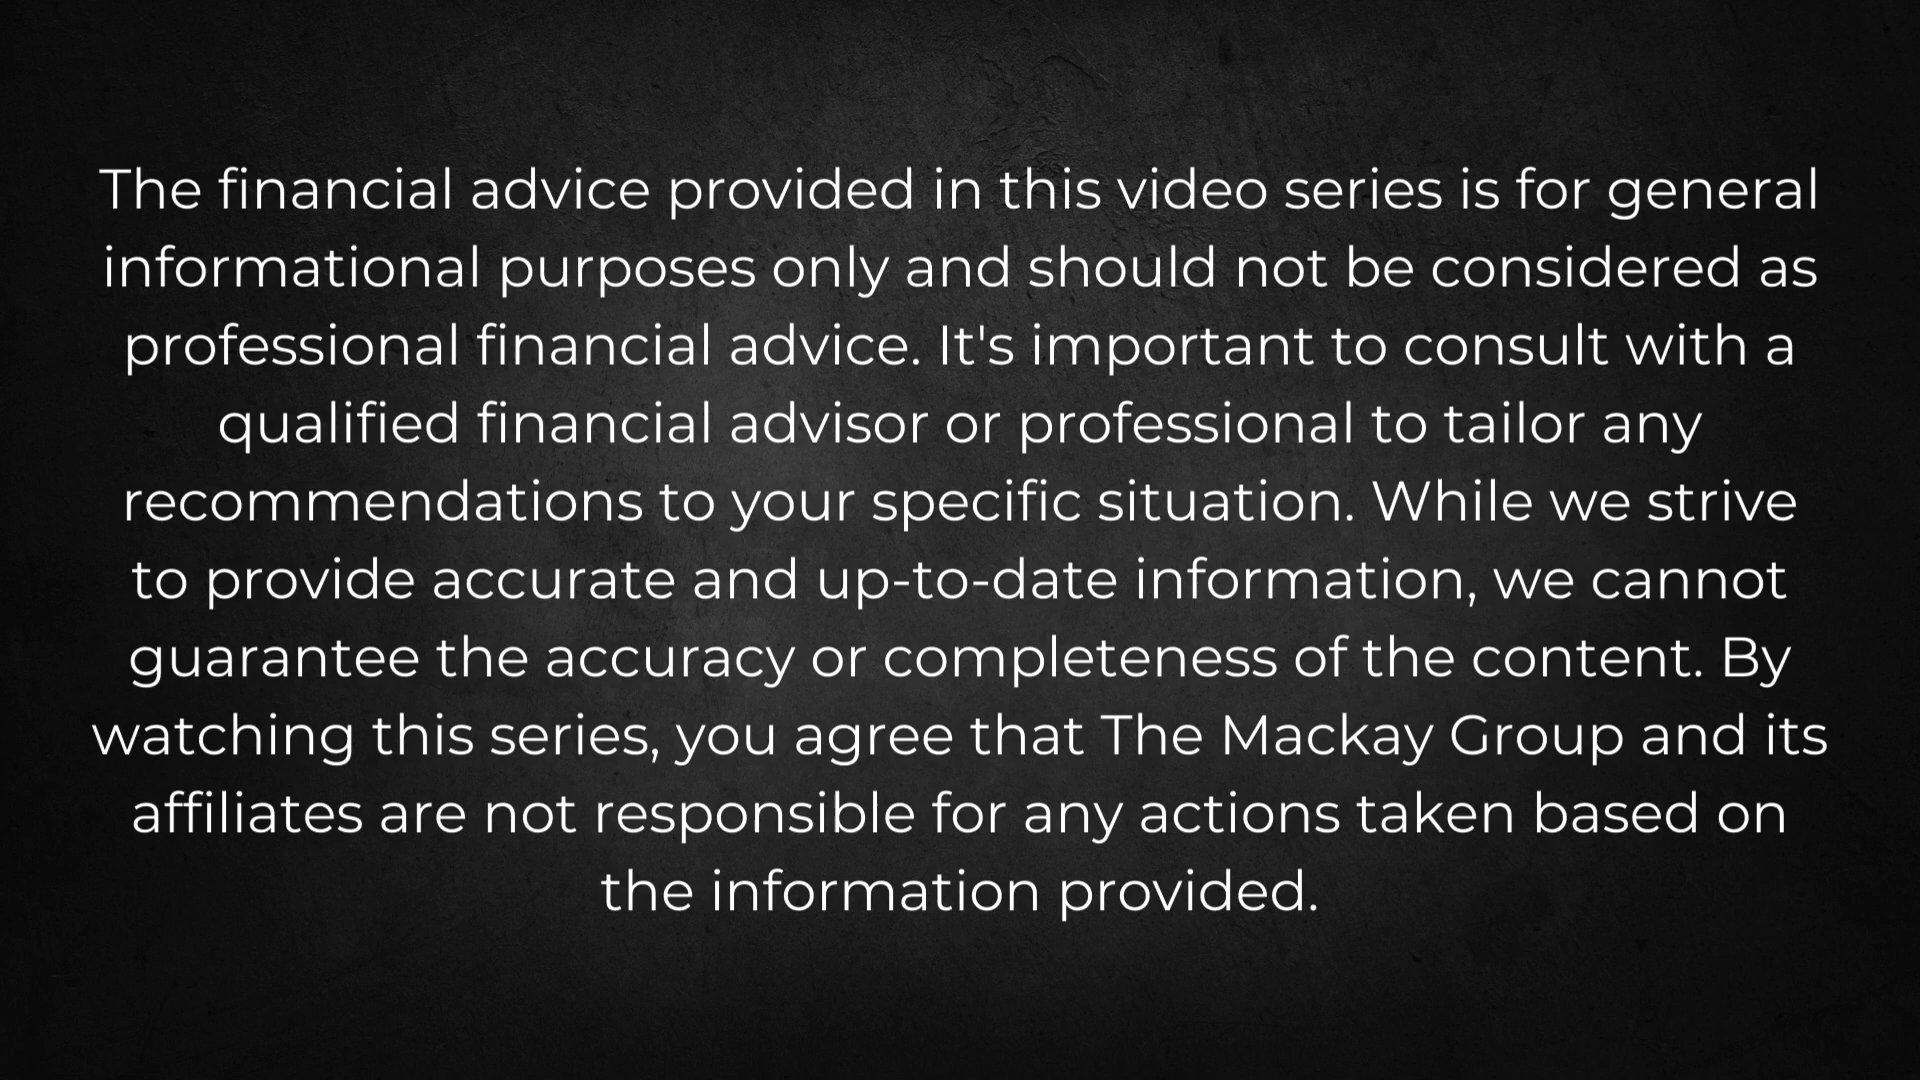 The financial advice provided in this video series is for general
informational purposes only and should not be considered as
professional financial advice. It's important to consult with a
qualified financial advisor or professional to tailor any
recommendations to your specific situation. While we strive
to provide accurate and up-to-date information, we cannot
guarantee the accuracy or completeness of the content. By
watching this series, you agree that The Mackay Group and its
affiliates are not responsible for any actions taken based on
the information provided.